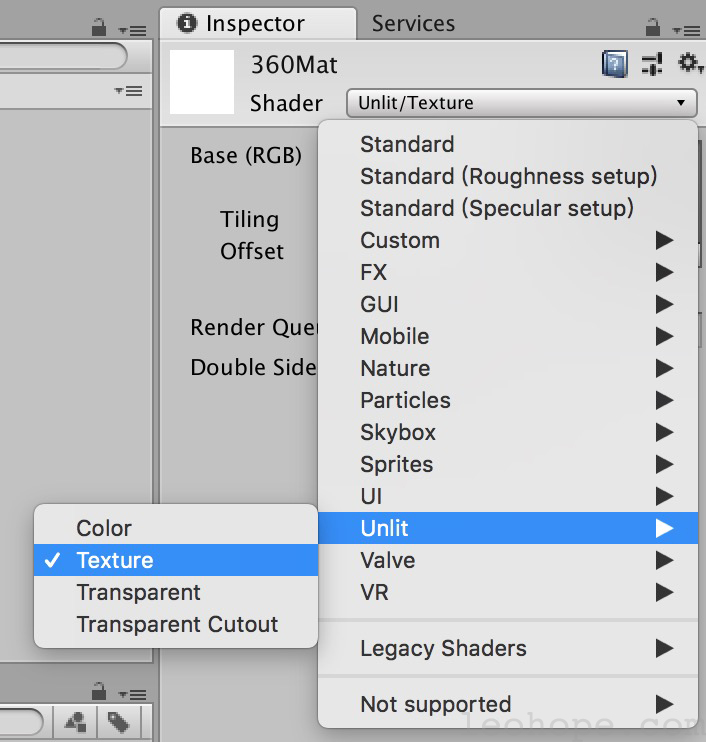 Inspector Services
360Mat
Shader Unlit/Texture
Base (RGB)
Tiling
Offset
Render Queu
Double Side
Standard
Standard (Roughness setup)
Standard (Specular setup)
Custom
FX
GUI
Mobile
Nature
Particles
Skybox
Sprites
UI
Unlit
Valve
VR
Legacy Shaders
Not supported
Color
Texture
Transparent
Transparent Cutout
leohope.com